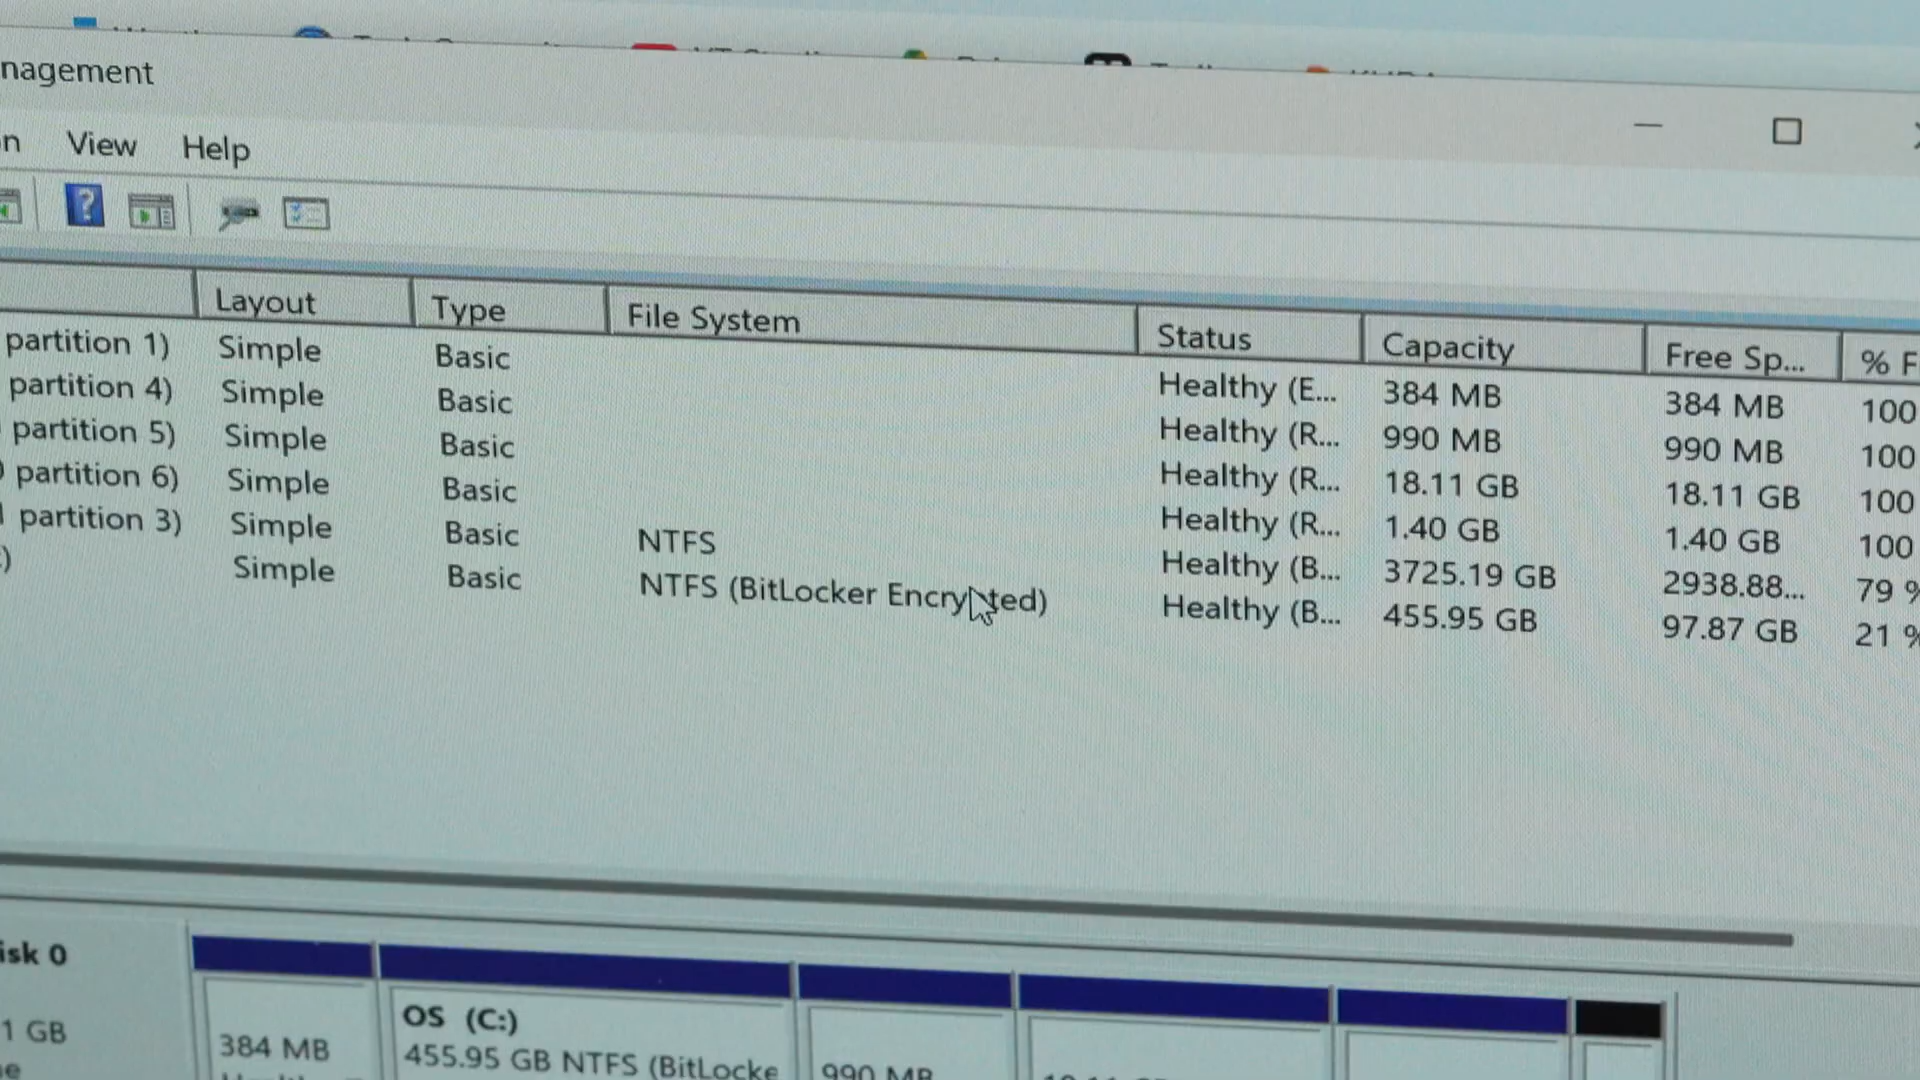 nagement
n View Help
Layout Type File System Status Capacity Free Sp... % F
partition 1) Simple Basic Healthy (E... 384 MB 384 MB 100
partition 4) Simple Basic Healthy (R... 990 MB 990 MB 100
partition 5) Simple Basic Healthy (R... 18.11 GB 18.11 GB 100
partition 6) Simple Basic Healthy (R... 1.40 GB 1.40 GB 100
partition 3) Simple Basic NTFS Healthy (B... 3725.19 GB 2938.88... 79 %
) Simple Basic NTFS (BitLocker Encrypted) Healthy (B... 455.95 GB 97.87 GB 21 %
isk 0
1 GB
384 MB
OS (C:)
455.95 GB NTFS (BitLocke
990 MB